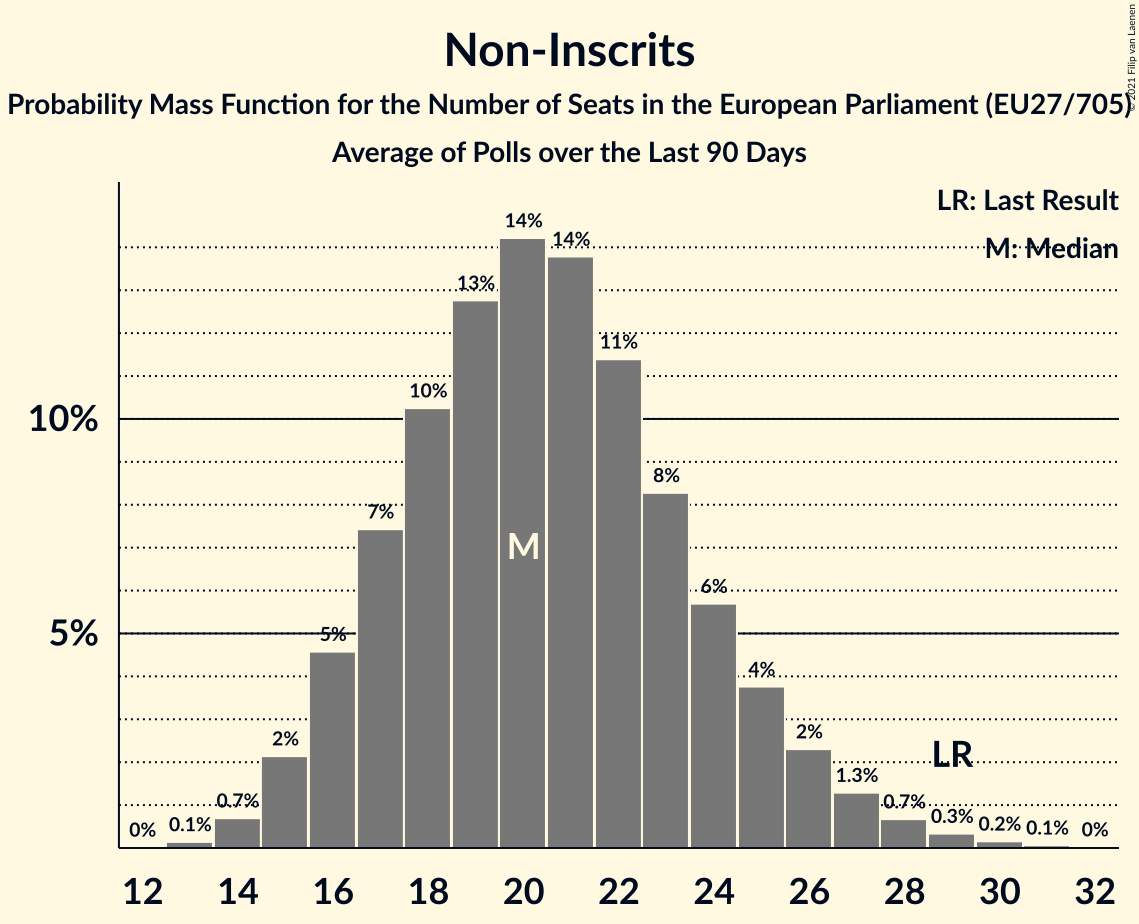 Non-Inscrits
Probability Mass Function for the Number of Seats in the European Parliament (EU27/705)
Average of Polls over the Last 90 Days
© 2021 Filip van Laenen
LR: Last Result
M: Median
10%
5%
0%
0.1%
0.7%
2%
5%
7%
10%
13%
14%
14%
11%
8%
6%
4%
2%
1.3%
0.7%
0.3%
0.2%
0.1%
0%
M
LR
12 14 16 18 20 22 24 26 28 30 32